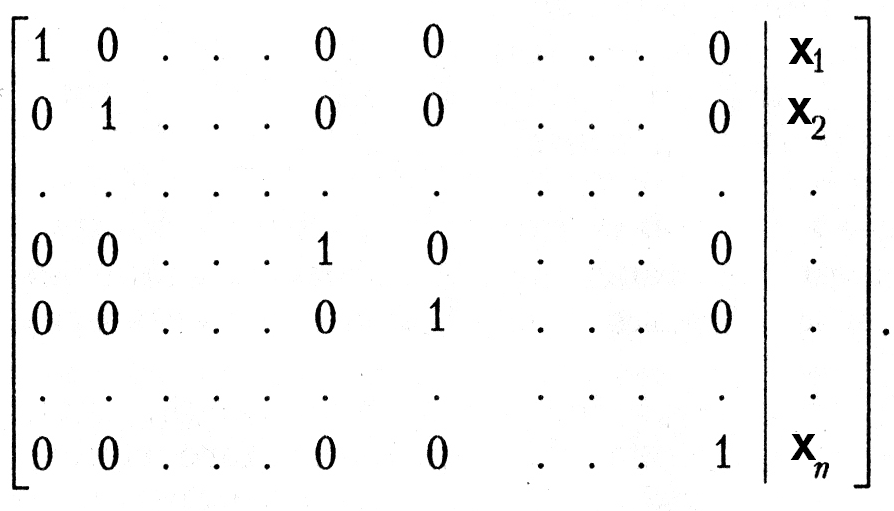 1 0 . . . 0 0 . . . 0 | x₁
0 1 . . . 0 0 . . . 0 | x₂
. . . . . . . . . . . | .
0 0 . . . 1 0 . . . 0 | .
0 0 . . . 0 1 . . . 0 | . .
. . . . . . . . . . . | .
0 0 . . . 0 0 . . . 1 | xₙ